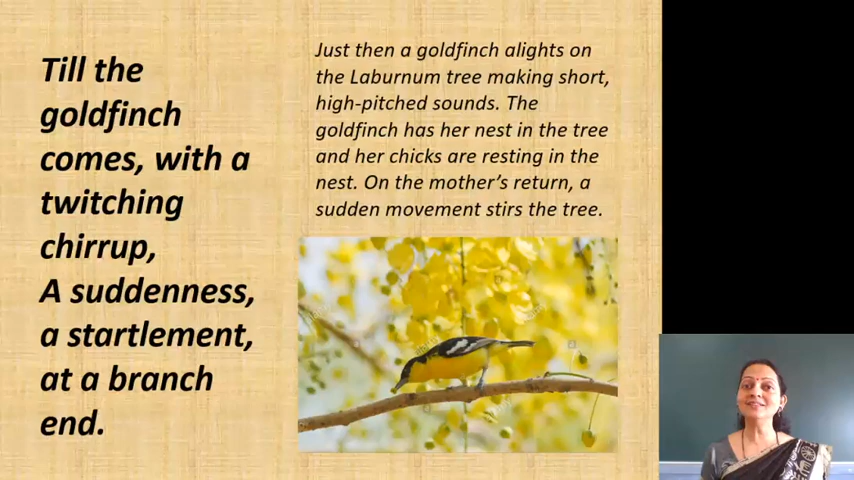 Till the
goldfinch
comes, with a
twitching
chirrup,
A suddenness,
a startlement,
at a branch
end.
Just then a goldfinch alights on
the Laburnum tree making short,
high-pitched sounds. The
goldfinch has her nest in the tree
and her chicks are resting in the
nest. On the mother’s return, a
sudden movement stirs the tree.